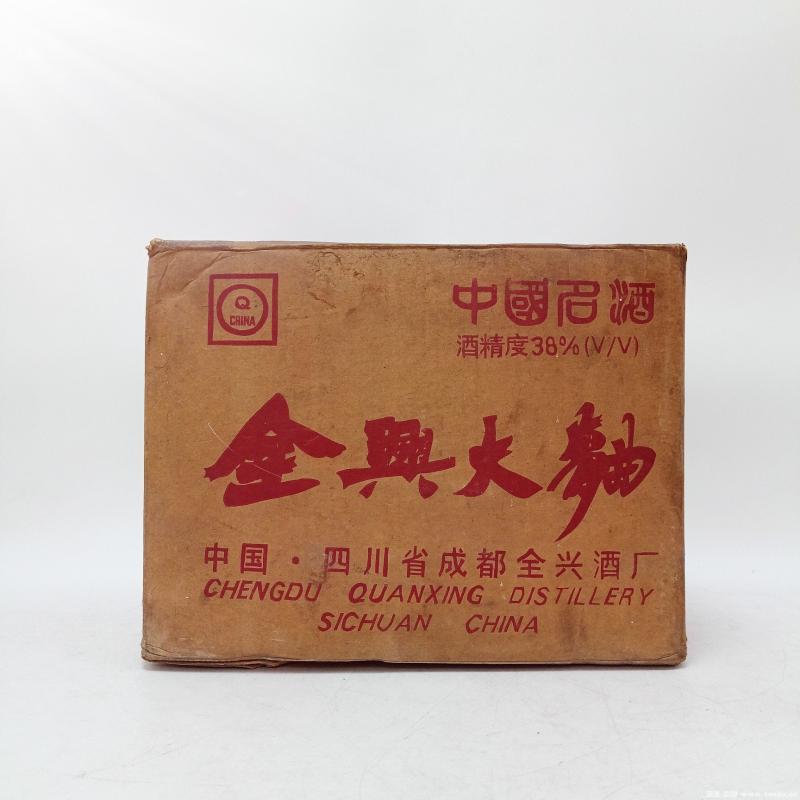 Q
CHINA
中國名酒
酒精度38%(V/V)
全興大麯
中国·四川省成都全兴酒厂
CHENGDU QUANXING DISTILLERY
SICHUAN CHINA